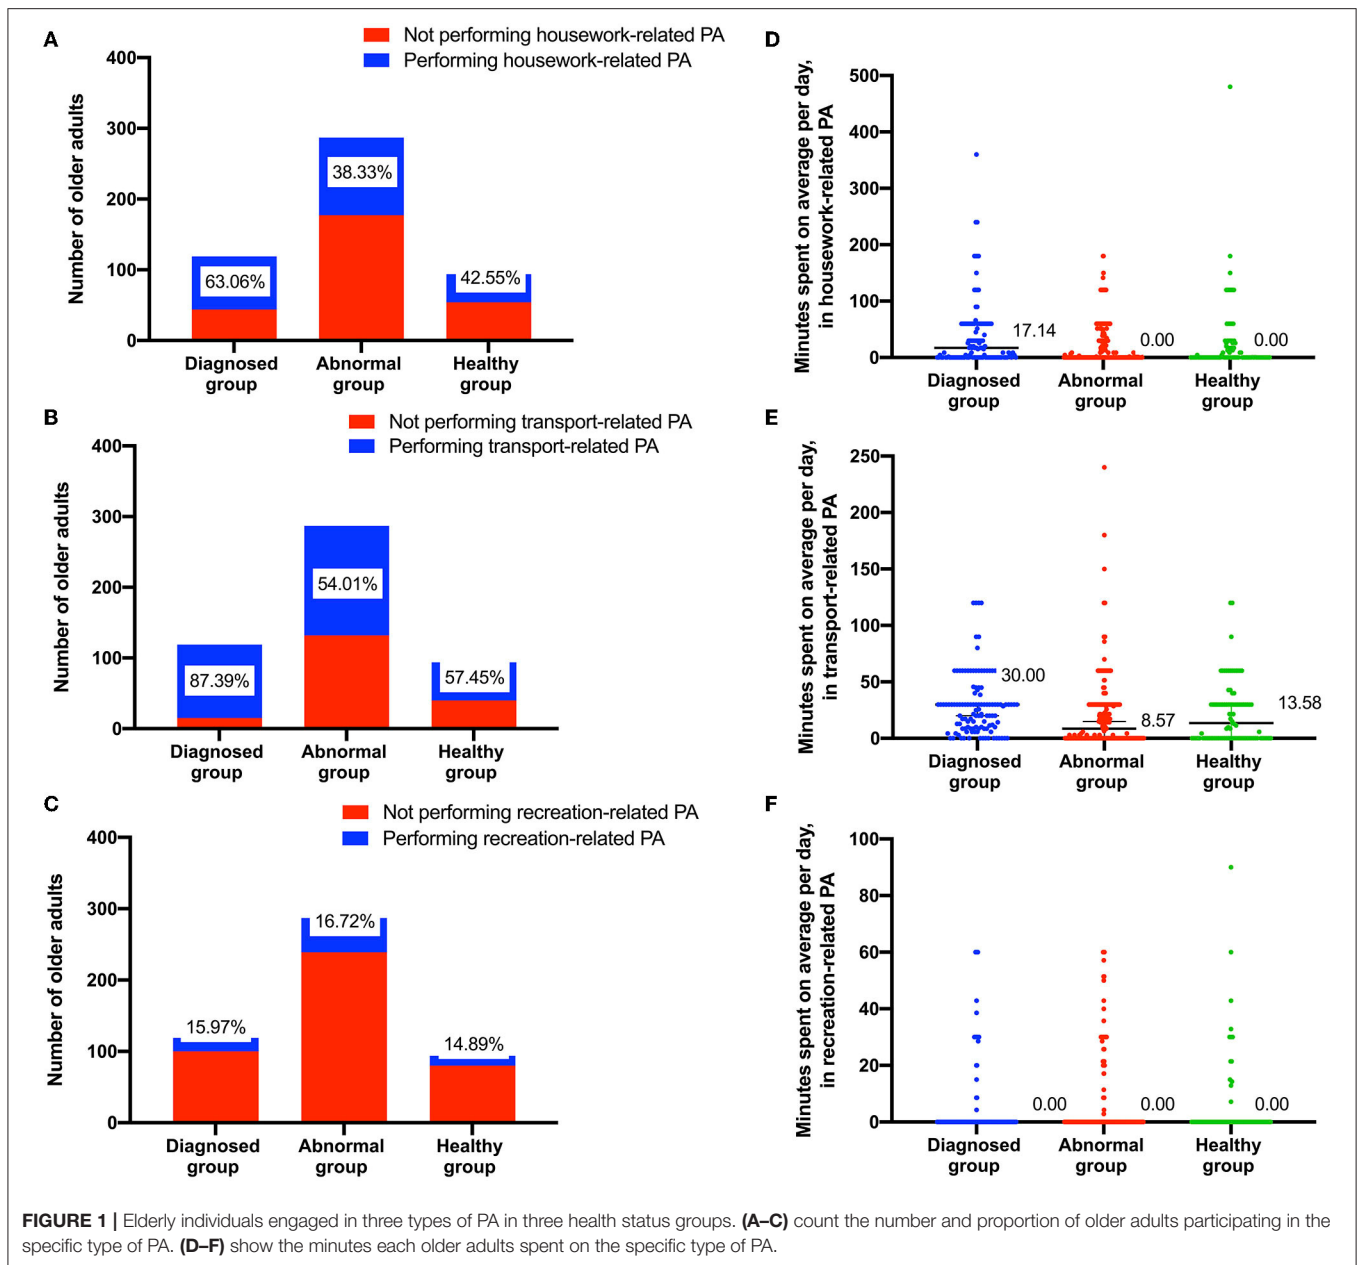 A
Not performing housework-related PA
Performing housework-related PA
Number of older adults
400
300
200
100
0
63.06%
38.33%
42.55%
Diagnosed group
Abnormal group
Healthy group
D
Minutes spent on average per day,
in housework-related PA
500
400
300
200
100
0
17.14
0.00
0.00
Diagnosed group
Abnormal group
Healthy group
B
Not performing transport-related PA
Performing transport-related PA
Number of older adults
400
300
200
100
0
87.39%
54.01%
57.45%
Diagnosed group
Abnormal group
Healthy group
E
Minutes spent on average per day,
in transport-related PA
250
200
150
100
50
0
30.00
8.57
13.58
Diagnosed group
Abnormal group
Healthy group
C
Not performing recreation-related PA
Performing recreation-related PA
Number of older adults
400
300
200
100
0
15.97%
16.72%
14.89%
Diagnosed group
Abnormal group
Healthy group
F
Minutes spent on average per day,
in recreation-related PA
100
80
60
40
20
0
0.00
0.00
0.00
Diagnosed group
Abnormal group
Healthy group
FIGURE 1 | Elderly individuals engaged in three types of PA in three health status groups. (A–C) count the number and proportion of older adults participating in the
specific type of PA. (D–F) show the minutes each older adults spent on the specific type of PA.